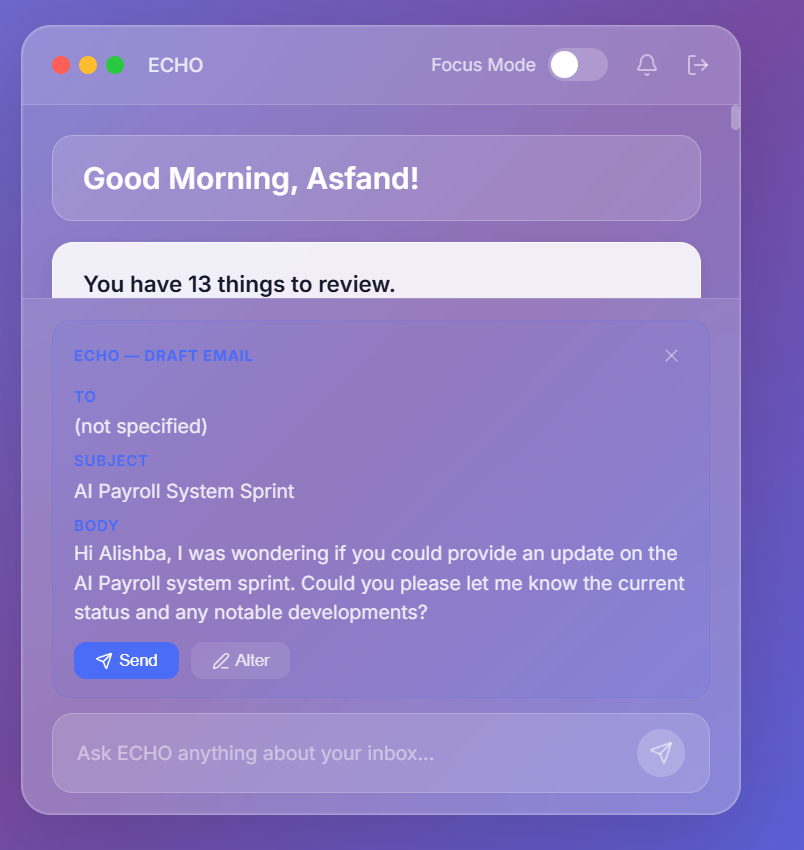 ECHO
Focus Mode
Good Morning, Asfand!
You have 13 things to review.
ECHO — DRAFT EMAIL
TO
(not specified)
SUBJECT
AI Payroll System Sprint
BODY
Hi Alishba, I was wondering if you could provide an update on the
AI Payroll system sprint. Could you please let me know the current
status and any notable developments?
Send
Alter
Ask ECHO anything about your inbox...